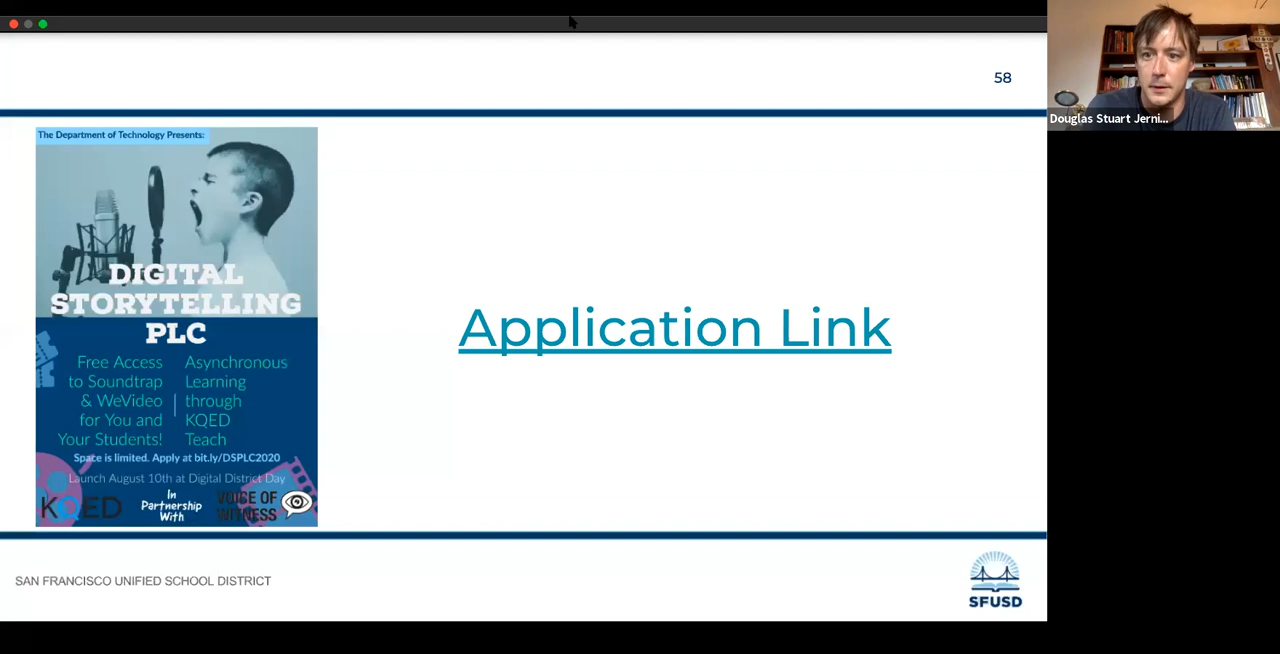 58
Douglas Stuart Jerni...
The Department of Technology Presents:
DIGITAL
STORYTELLING
PLC
Free Access
to Soundtrap
& WeVideo
for You and
Your Students!
Asynchronous
Learning
through
KQED
Teach
Space is limited. Apply at bit.ly/DSPLC2020
Launch August 10th at Digital District Day
KQED
In
Partnership
With
VOICE OF
WITNESS
Application Link
SAN FRANCISCO UNIFIED SCHOOL DISTRICT
SFUSD